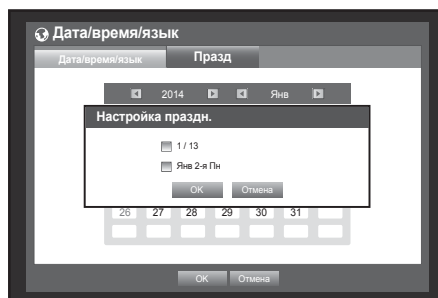 Дата/время/язык
Дата/время/язык Празд
2014 Янв
Настройка праздн.
1 / 13
Янв 2-я Пн
OK Отмена
26 27 28 29 30 31
OK Отмена